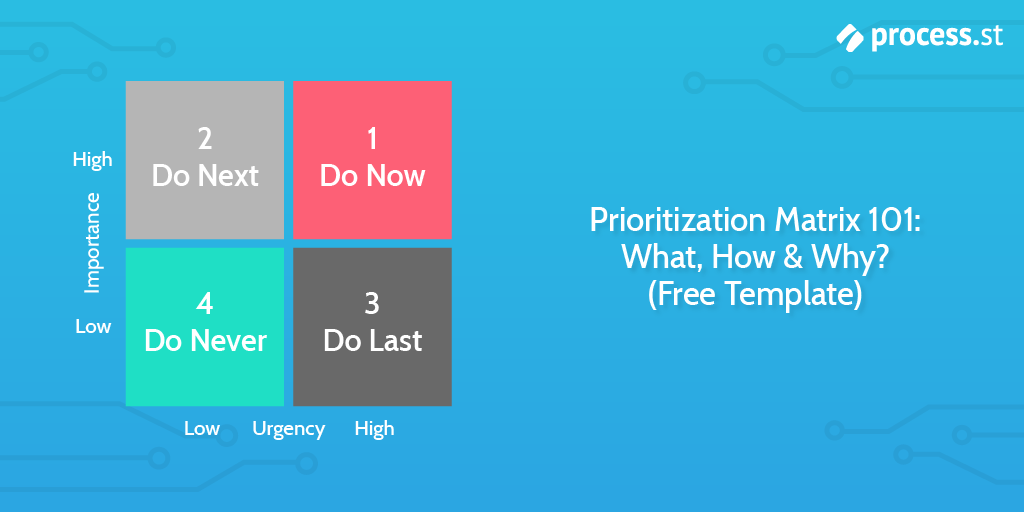 process.st
2
Do Next
1
Do Now
High
Importance
Low
4
Do Never
3
Do Last
Low
Urgency
High
Prioritization Matrix 101:
What, How & Why?
(Free Template)